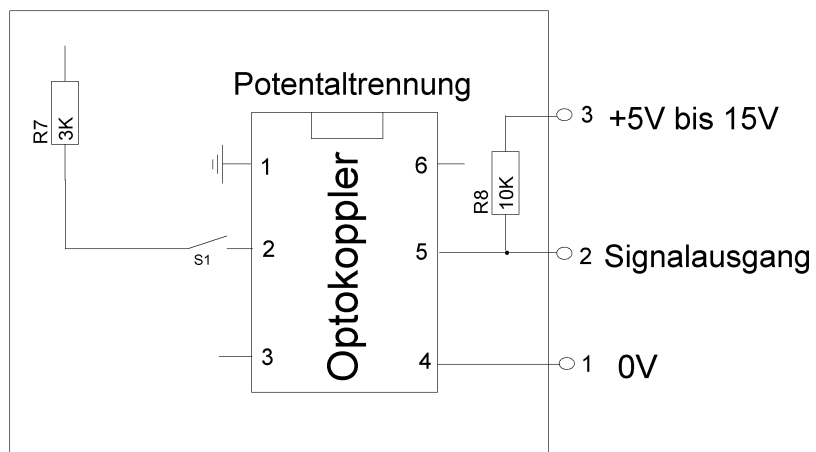 Potentaltrennung
R7
3K
S1
1
2
3
Optokoppler
6
5
4
R8
10K
3 +5V bis 15V
2 Signalausgang
1 0V